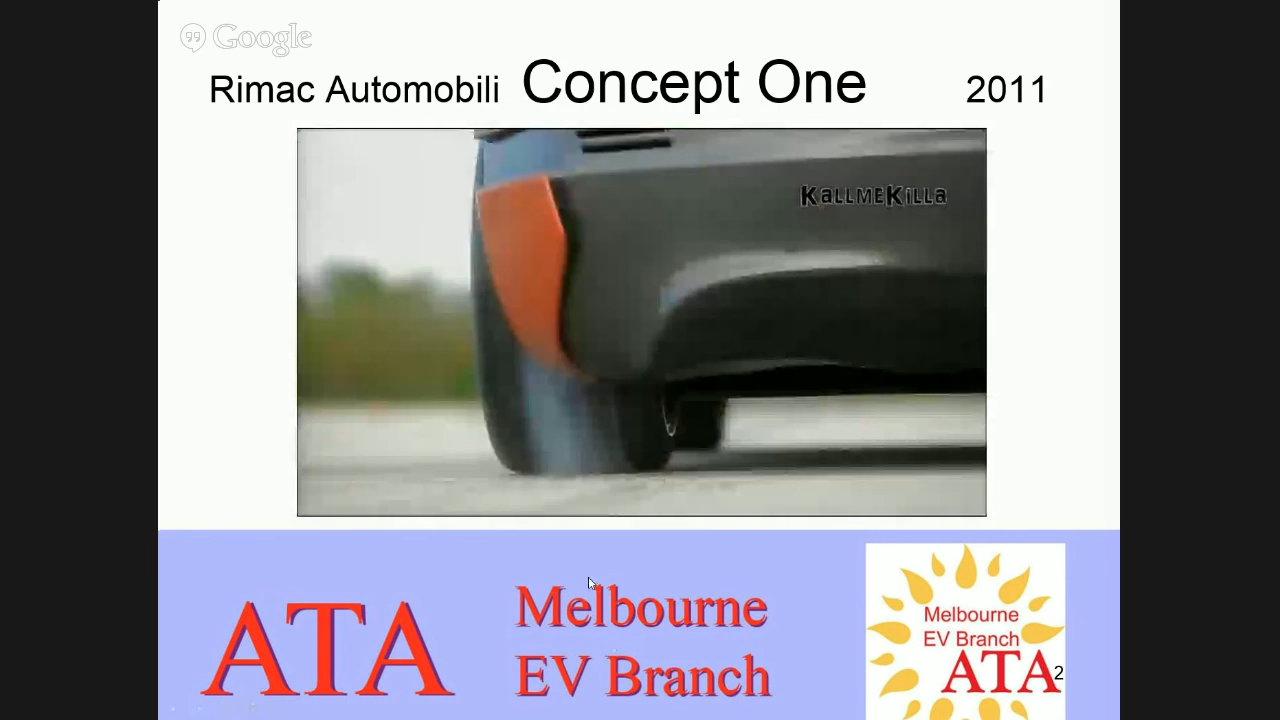 Google
Rimac Automobili Concept One 2011
KallmeKilla
ATA
Melbourne
EV Branch
Melbourne
EV Branch
ATA
2